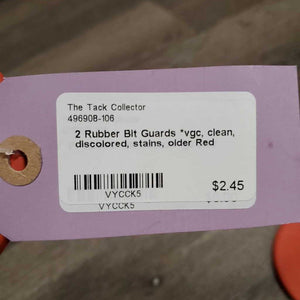 The Tack Collector
496908-106
2 Rubber Bit Guards *vgc, clean,
discolored, stains, older Red
$2.45
VYCCK5
VYCCK5